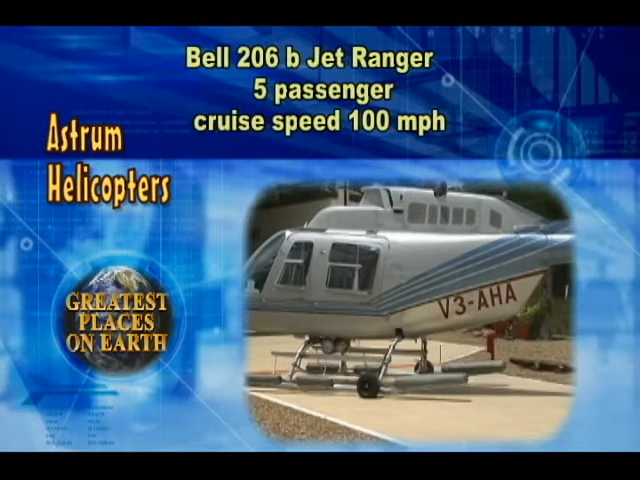 Bell 206 b Jet Ranger
5 passenger
cruise speed 100 mph
Astrum
Helicopters
GREATEST
PLACES
ON EARTH
V3-AHA